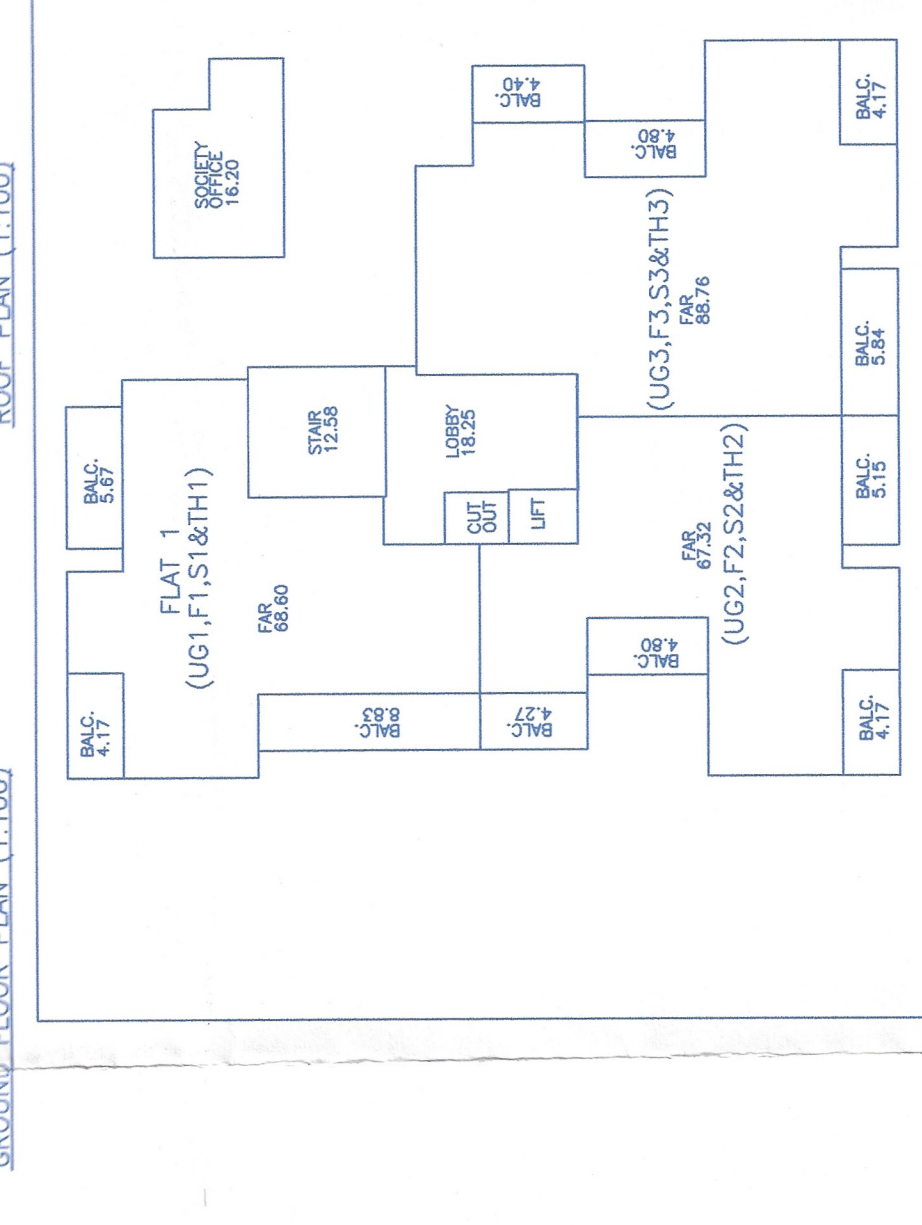 GROUND FLOOR PLAN (1:100)
ROOF PLAN (1:100)
BALC.
4.17
BALC.
5.67
FLAT 1
(UG1,F1,S1&TH1)
FAR
68.60
SOCIETY
OFFICE
16.20
STAIR
12.58
BALC.
8.83
LOBBY
18.25
CUT
OUT
LIFT
BALC.
4.27
BALC.
4.40
BALC.
4.80
BALC.
4.80
FAR
67.32
(UG2,F2,S2&TH2)
(UG3,F3,S3&TH3)
FAR
88.76
BALC.
4.17
BALC.
5.15
BALC.
5.84
BALC.
4.17